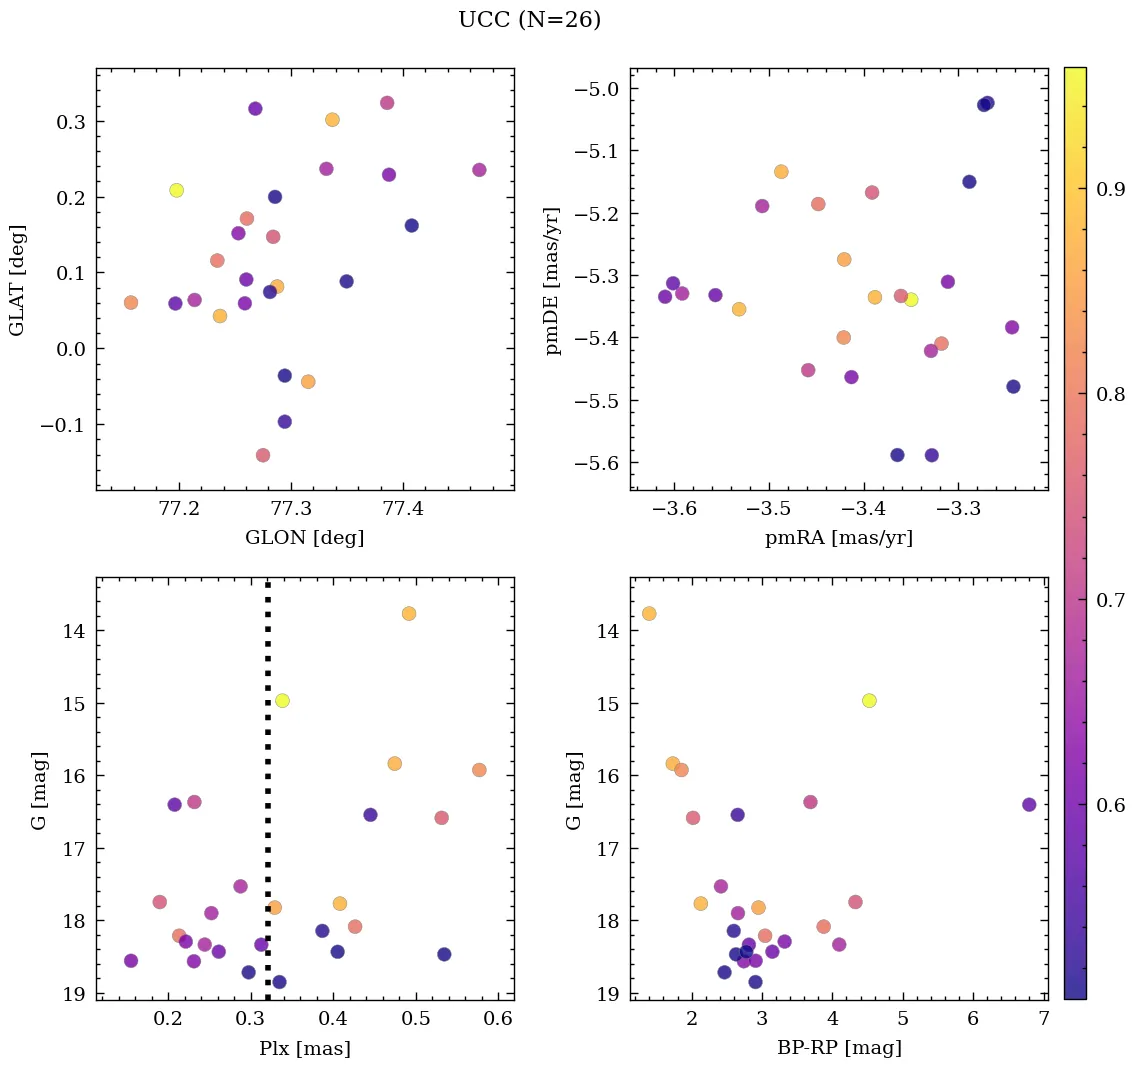 UCC (N=26)
0.3
0.2
0.1
0.0
−0.1
GLAT [deg]
77.2 77.3 77.4
GLON [deg]
−5.0
−5.1
−5.2
−5.3
−5.4
−5.5
−5.6
pmDE [mas/yr]
−3.6 −3.5 −3.4 −3.3
pmRA [mas/yr]
0.9
0.8
0.7
0.6
14
15
16
17
18
19
G [mag]
0.2 0.3 0.4 0.5 0.6
Plx [mas]
14
15
16
17
18
19
G [mag]
2 3 4 5 6 7
BP-RP [mag]